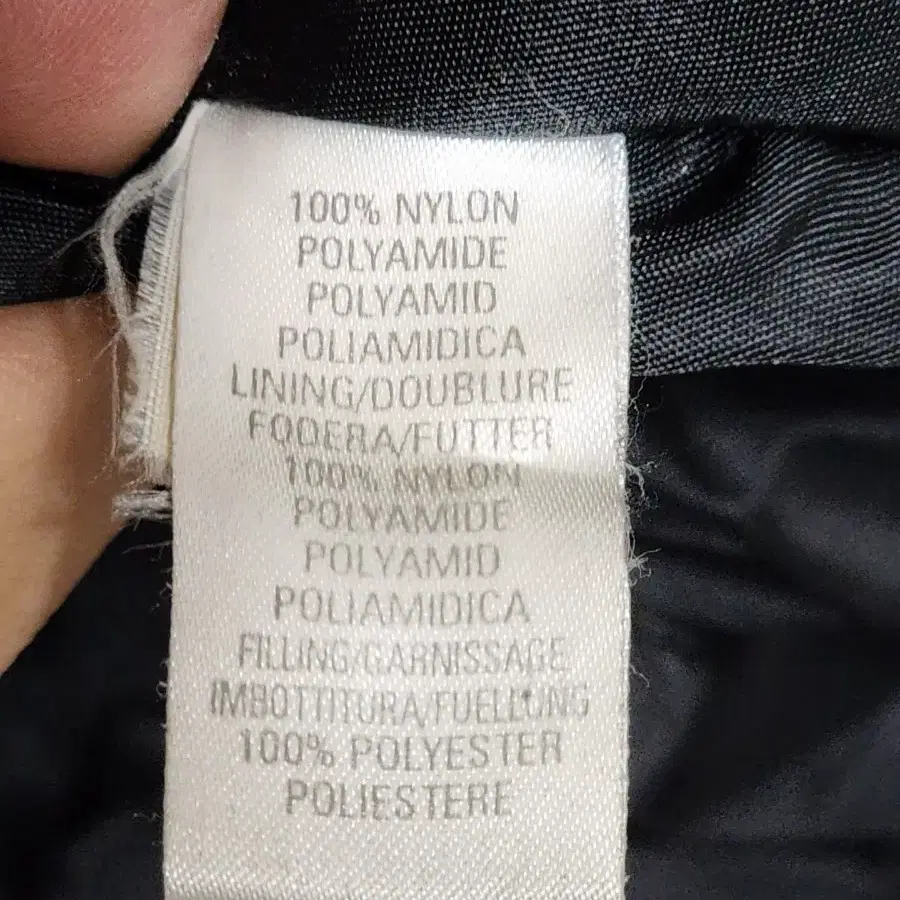 100% NYLON
POLYAMIDE
POLYAMID
POLIAMIDICA
LINING/DOUBLURE
FODERA/FUTTER
100% NYLON
POLYAMIDE
POLYAMID
POLIAMIDICA
FILLING/GARNISSAGE
IMBOTTITURA/FUELLUNG
100% POLYESTER
POLIESTERE